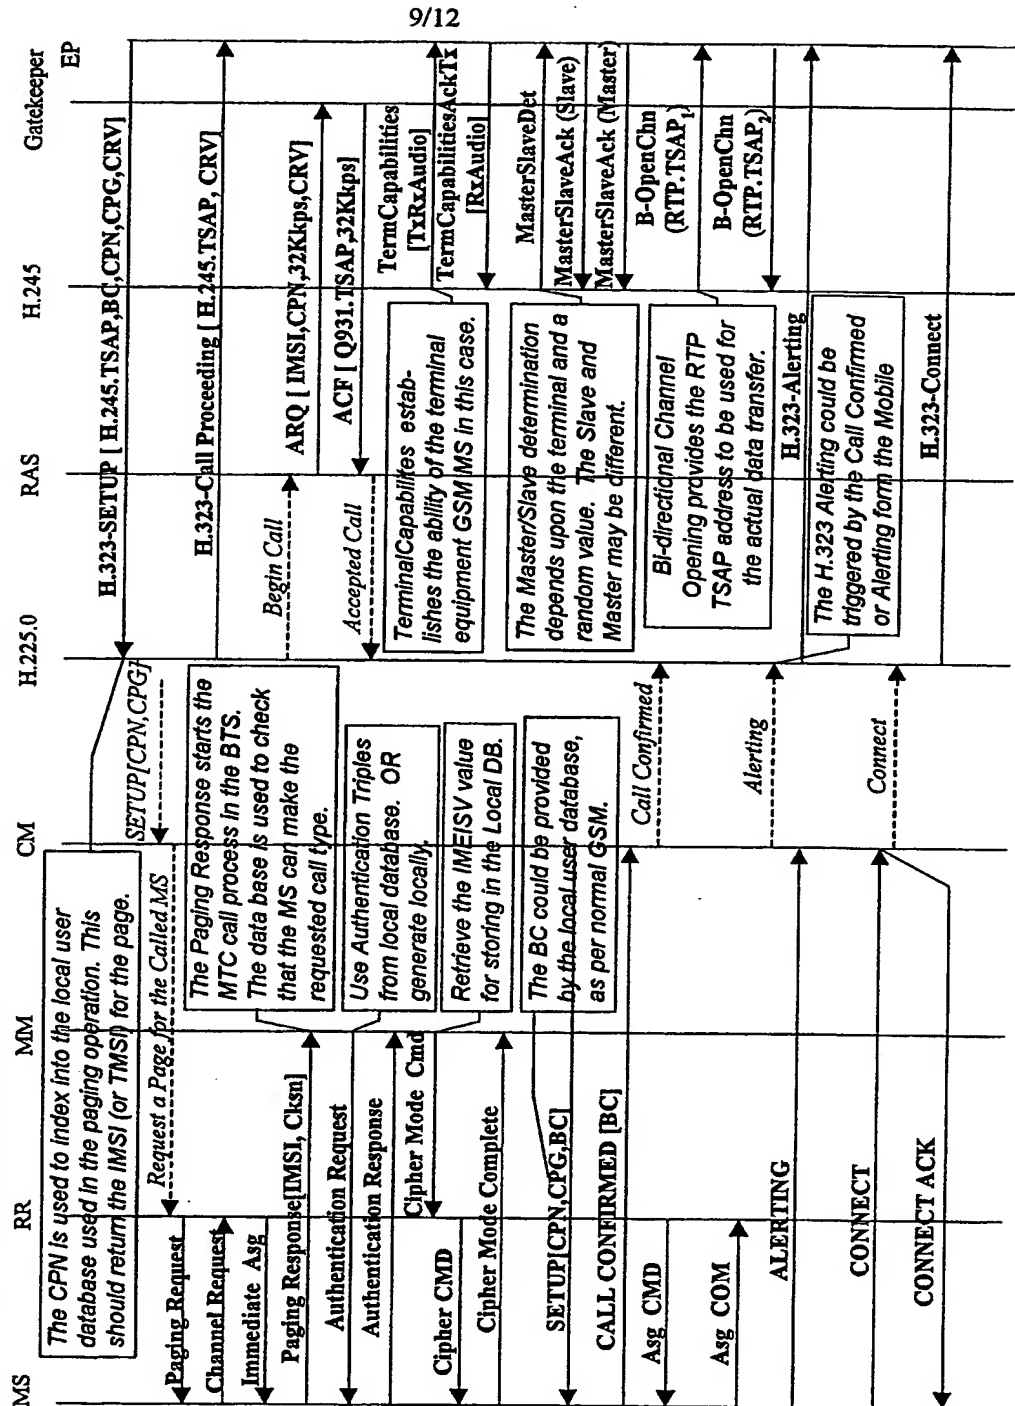 9/12
MS
RR
MM
CM
H.225.0
RAS
H.245
Gatekeeper
EP
The CPN is used to index into the local user
database used in the paging operation. This
should return the IMSI (or TMSI) for the page.
H.323-SETUP [ H.245.TSAP,BC,CPN,CPG,CRV]
SETUP[CPN,CPG]
Request a Page for the Called MS
Paging Request
Channel Request
Immediate Asg
H.323-Call Proceeding [ H.245.TSAP, CRV]
The Paging Response starts the
MTC call process in the BTS.
The data base is used to check
that the MS can make the
requested call type.
Begin Call
ARQ [ IMSI,CPN,32Kkps,CRV]
ACF [ Q931.TSAP,32Kkps]
Accepted Call
Paging Response[IMSI, Cksn]
Authentication Request
Authentication Response
Use Authentication Triples
from local database. OR
generate locally.
TermCapabilities
[TxRxAudio]
TermCapabilitiesAckTx
[RxAudio]
TerminalCapabilites estab-
lishes the ability of the terminal
equipment GSM MS in this case.
Cipher Mode Cmd
Cipher CMD
Cipher Mode Complete
Retrieve the IMEISV value
for storing in the Local DB.
MasterSlaveDet
MasterSlaveAck (Slave)
MasterSlaveAck (Master)
The Master/Slave determination
depends upon the terminal and a
random value. The Slave and
Master may be different.
SETUP[CPN,CPG,BC]
The BC could be provided
by the local user database,
as per normal GSM.
CALL CONFIRMED [BC]
Call Confirmed
Asg CMD
Asg COM
B-OpenChn
(RTP.TSAP1)
B-OpenChn
(RTP.TSAP2)
Bi-directional Channel
Opening provides the RTP
TSAP address to be used for
the actual data transfer.
ALERTING
Alerting
H.323-Alerting
The H.323 Alerting could be
triggered by the Call Confirmed
or Alerting form the Mobile
CONNECT
Connect
H.323-Connect
CONNECT ACK